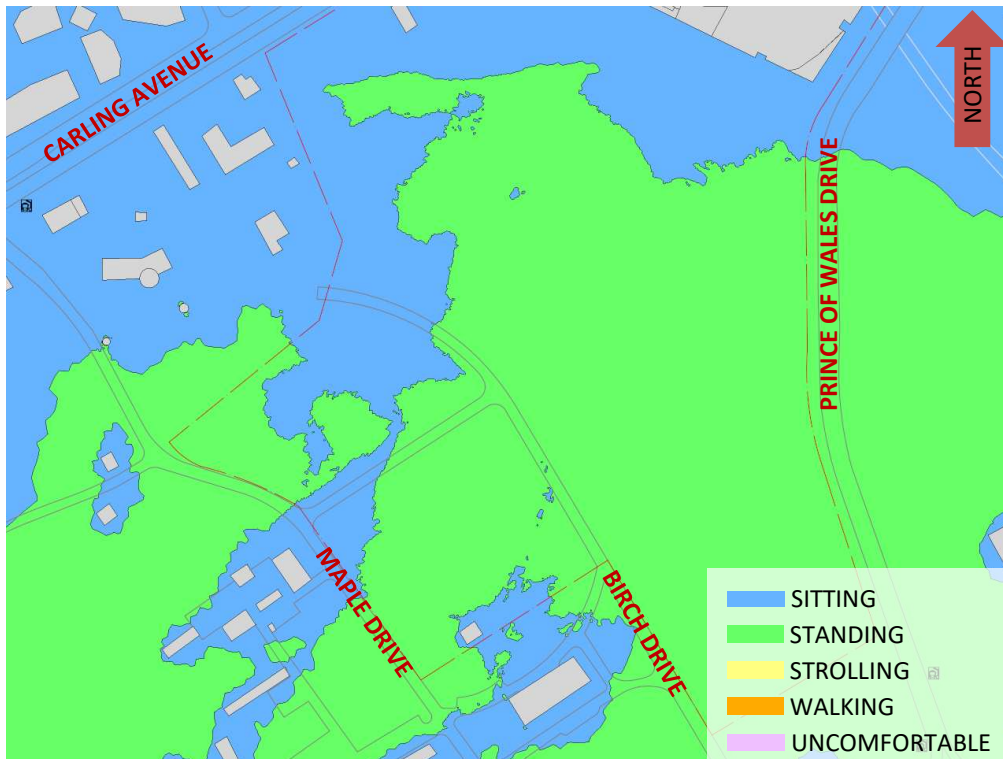 CARLING AVENUE
NORTH
PRINCE OF WALES DRIVE
MAPLE DRIVE
BIRCH DRIVE
SITTING
STANDING
STROLLING
WALKING
UNCOMFORTABLE